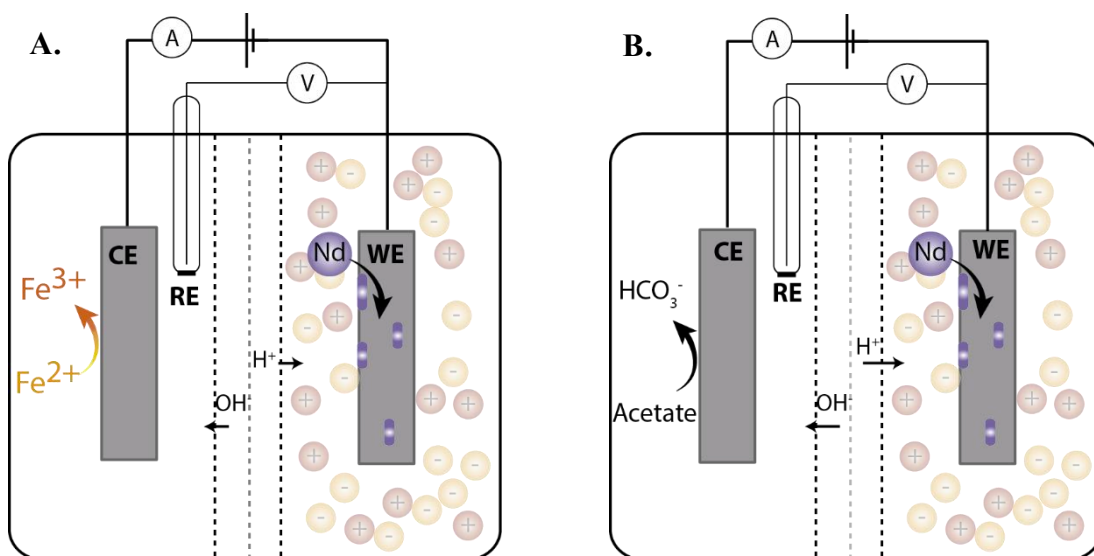 A.
A
V
CE
RE
WE
Nd
Fe³⁺
Fe²⁺
H⁺
OH⁻
B.
A
V
CE
RE
WE
Nd
HCO₃⁻
Acetate
H⁺
OH⁻